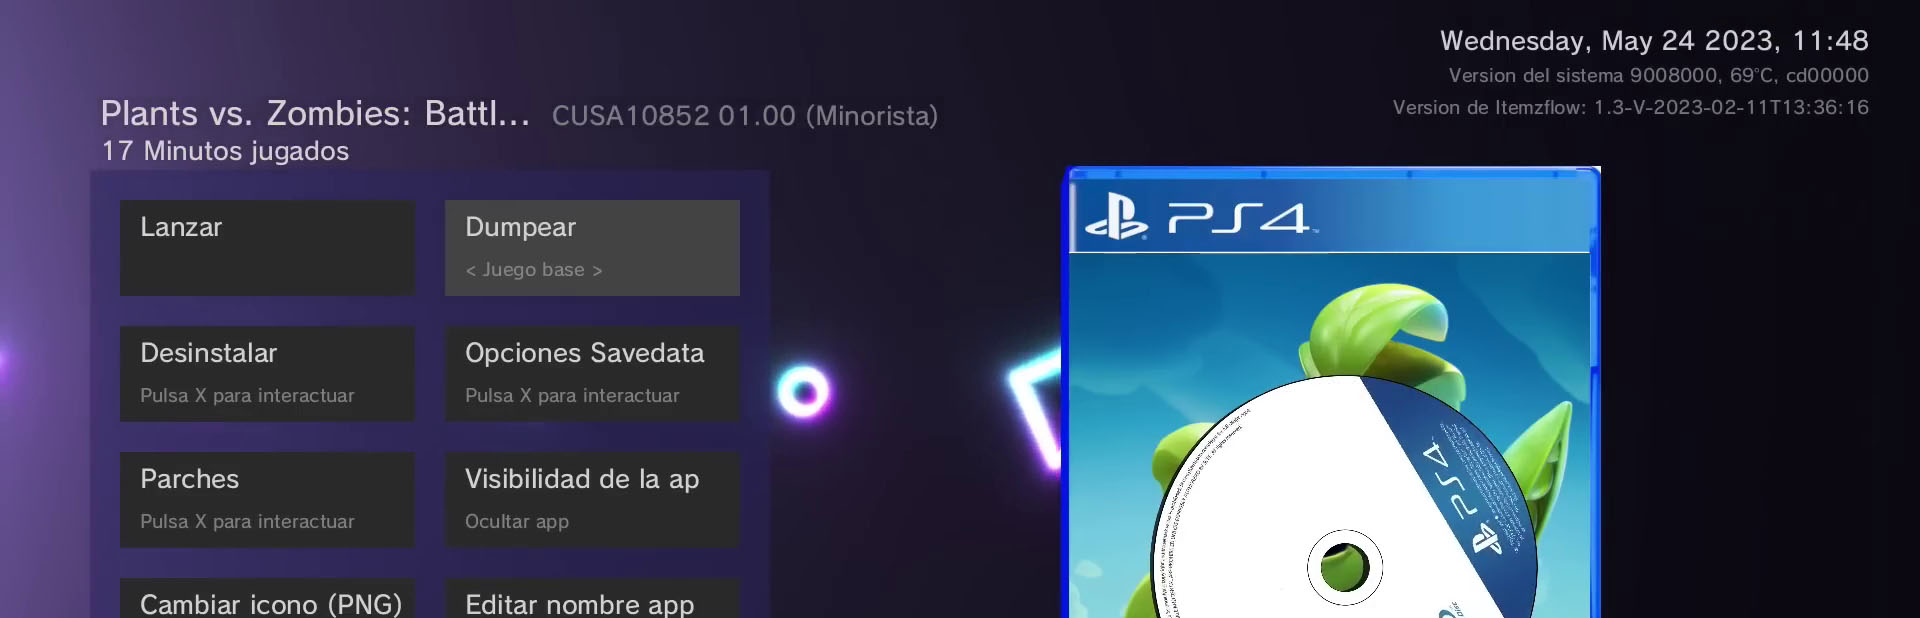 Wednesday, May 24 2023, 11:48
Version del sistema 9008000, 69°C, cd00000
Version de Itemzflow: 1.3-V-2023-02-11T13:36:16
Plants vs. Zombies: Battl... CUSA10852 01.00 (Minorista)
17 Minutos jugados
Lanzar
Dumpear
< Juego base >
Desinstalar
Pulsa X para interactuar
Opciones Savedata
Pulsa X para interactuar
Parches
Pulsa X para interactuar
Visibilidad de la ap
Ocultar app
Cambiar icono (PNG)
Editar nombre app
PS4
PS4